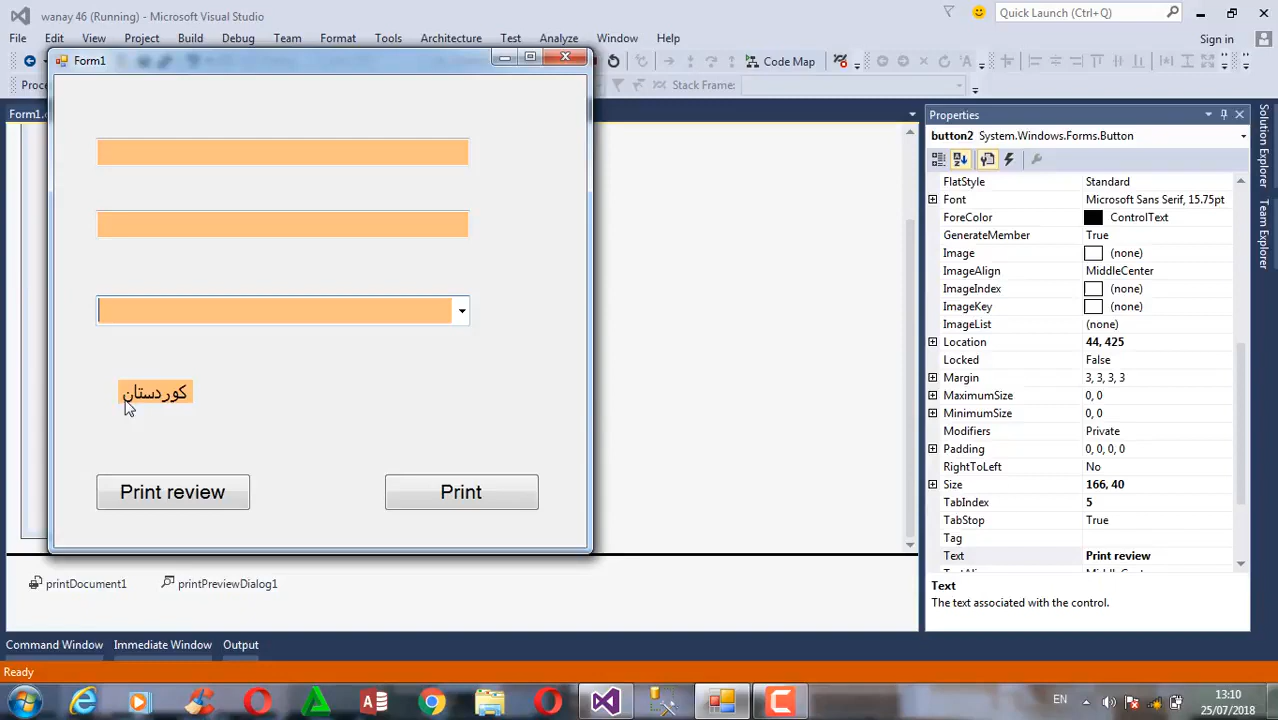 wanay 46 (Running) - Microsoft Visual Studio
Quick Launch (Ctrl+Q)
File Edit View Project Build Debug Team Format Tools Architecture Test Analyze Window Help
Sign in
Form1
Code Map
Stack Frame:
Form1.
Properties
button2 System.Windows.Forms.Button
FlatStyle Standard
Font Microsoft Sans Serif, 15.75pt
ForeColor ControlText
GenerateMember True
Image (none)
ImageAlign MiddleCenter
ImageIndex (none)
ImageKey (none)
ImageList (none)
Location 44, 425
Locked False
Margin 3, 3, 3, 3
MaximumSize 0, 0
MinimumSize 0, 0
Modifiers Private
Padding 0, 0, 0, 0
RightToLeft No
Size 166, 40
TabIndex 5
TabStop True
Tag
Text Print review
Text
The text associated with the control.
Solution Explorer
Team Explorer
کوردستان
Print review
Print
printDocument1
printPreviewDialog1
Command Window Immediate Window Output
Ready
EN
13:10
25/07/2018